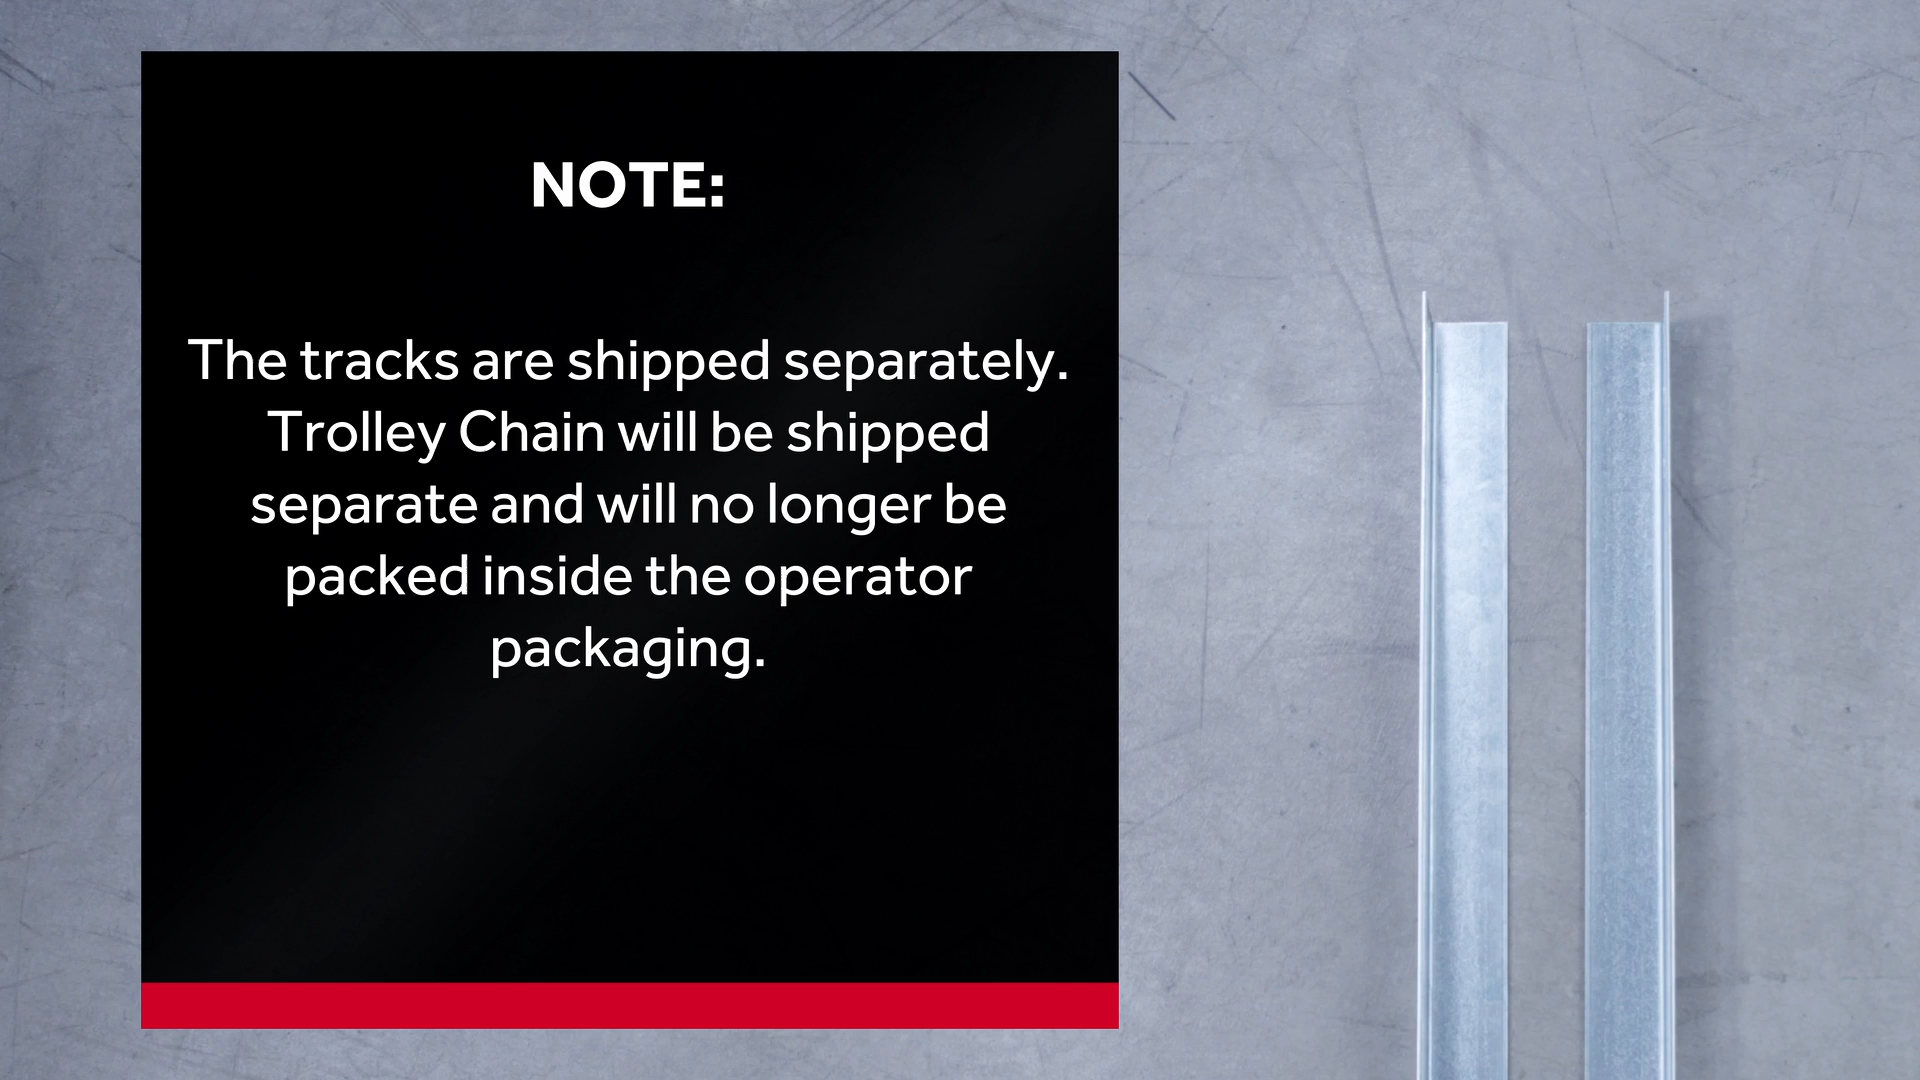 NOTE:
The tracks are shipped separately.
Trolley Chain will be shipped
separate and will no longer be
packed inside the operator
packaging.